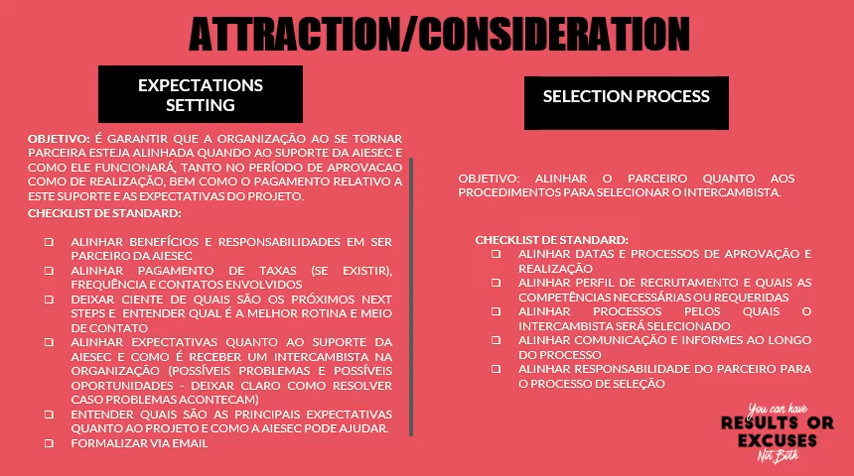 ATTRACTION/CONSIDERATION
EXPECTATIONS
SETTING
OBJETIVO: É GARANTIR QUE A ORGANIZAÇÃO AO SE TORNAR
PARCEIRA ESTEJA ALINHADA QUANDO AO SUPORTE DA AIESEC E
COMO ELE FUNCIONARÁ, TANTO NO PERÍODO DE APROVACAO
COMO DE REALIZAÇÃO, BEM COMO O PAGAMENTO RELATIVO A
ESTE SUPORTE E AS EXPECTATIVAS DO PROJETO.
CHECKLIST DE STANDARD:
ALINHAR BENEFÍCIOS E RESPONSABILIDADES EM SER
PARCEIRO DA AIESEC
ALINHAR PAGAMENTO DE TAXAS (SE EXISTIR),
FREQUÊNCIA E CONTATOS ENVOLVIDOS
DEIXAR CIENTE DE QUAIS SÃO OS PRÓXIMOS NEXT
STEPS E ENTENDER QUAL É A MELHOR ROTINA E MEIO
DE CONTATO
ALINHAR EXPECTATIVAS QUANTO AO SUPORTE DA
AIESEC E COMO É RECEBER UM INTERCAMBISTA NA
ORGANIZAÇÃO (POSSÍVEIS PROBLEMAS E POSSÍVEIS
OPORTUNIDADES - DEIXAR CLARO COMO RESOLVER
CASO PROBLEMAS ACONTECAM)
ENTENDER QUAIS SÃO AS PRINCIPAIS EXPECTATIVAS
QUANTO AO PROJETO E COMO A AIESEC PODE AJUDAR.
FORMALIZAR VIA EMAIL
SELECTION PROCESS
OBJETIVO: ALINHAR O PARCEIRO QUANTO AOS
PROCEDIMENTOS PARA SELECIONAR O INTERCAMBISTA.
CHECKLIST DE STANDARD:
ALINHAR DATAS E PROCESSOS DE APROVAÇÃO E
REALIZAÇÃO
ALINHAR PERFIL DE RECRUTAMENTO E QUAIS AS
COMPETÊNCIAS NECESSÁRIAS OU REQUERIDAS
ALINHAR PROCESSOS PELOS QUAIS O
INTERCAMBISTA SERÁ SELECIONADO
ALINHAR COMUNICAÇÃO E INFORMES AO LONGO
DO PROCESSO
ALINHAR RESPONSABILIDADE DO PARCEIRO PARA
O PROCESSO DE SELEÇÃO
You can have
RESULTS OR
EXCUSES
Not Both